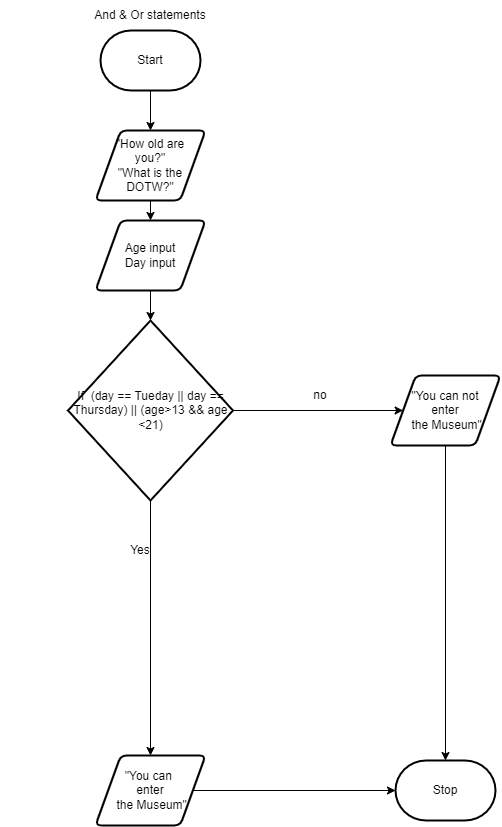 And & Or statements
Start
"How old are
you?"
"What is the
DOTW?"
Age input
Day input
If (day == Tueday || day ==
Thursday) || (age>13 && age
<21)
no
"You can not
enter
the Museum"
Yes
"You can
enter
the Museum"
Stop